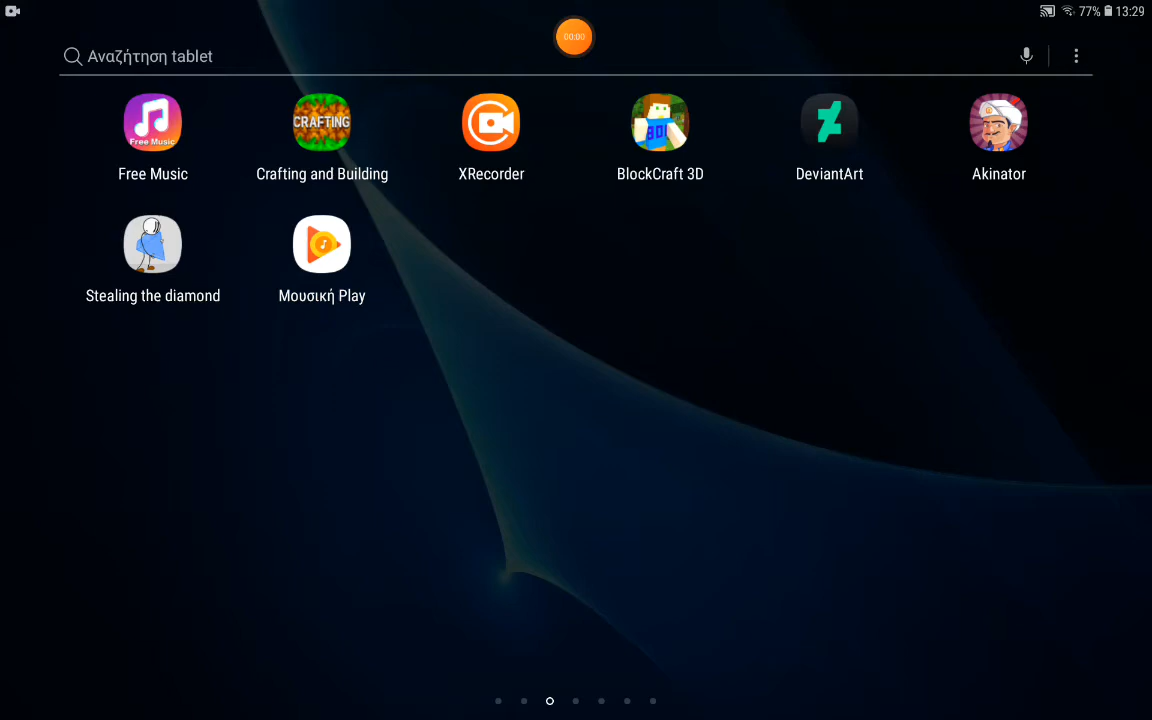 77% 13:29
00:00
Αναζήτηση tablet
Free Music
CRAFTING
BOI
Free Music
Crafting and Building
XRecorder
BlockCraft 3D
DeviantArt
Akinator
Stealing the diamond
Μουσική Play